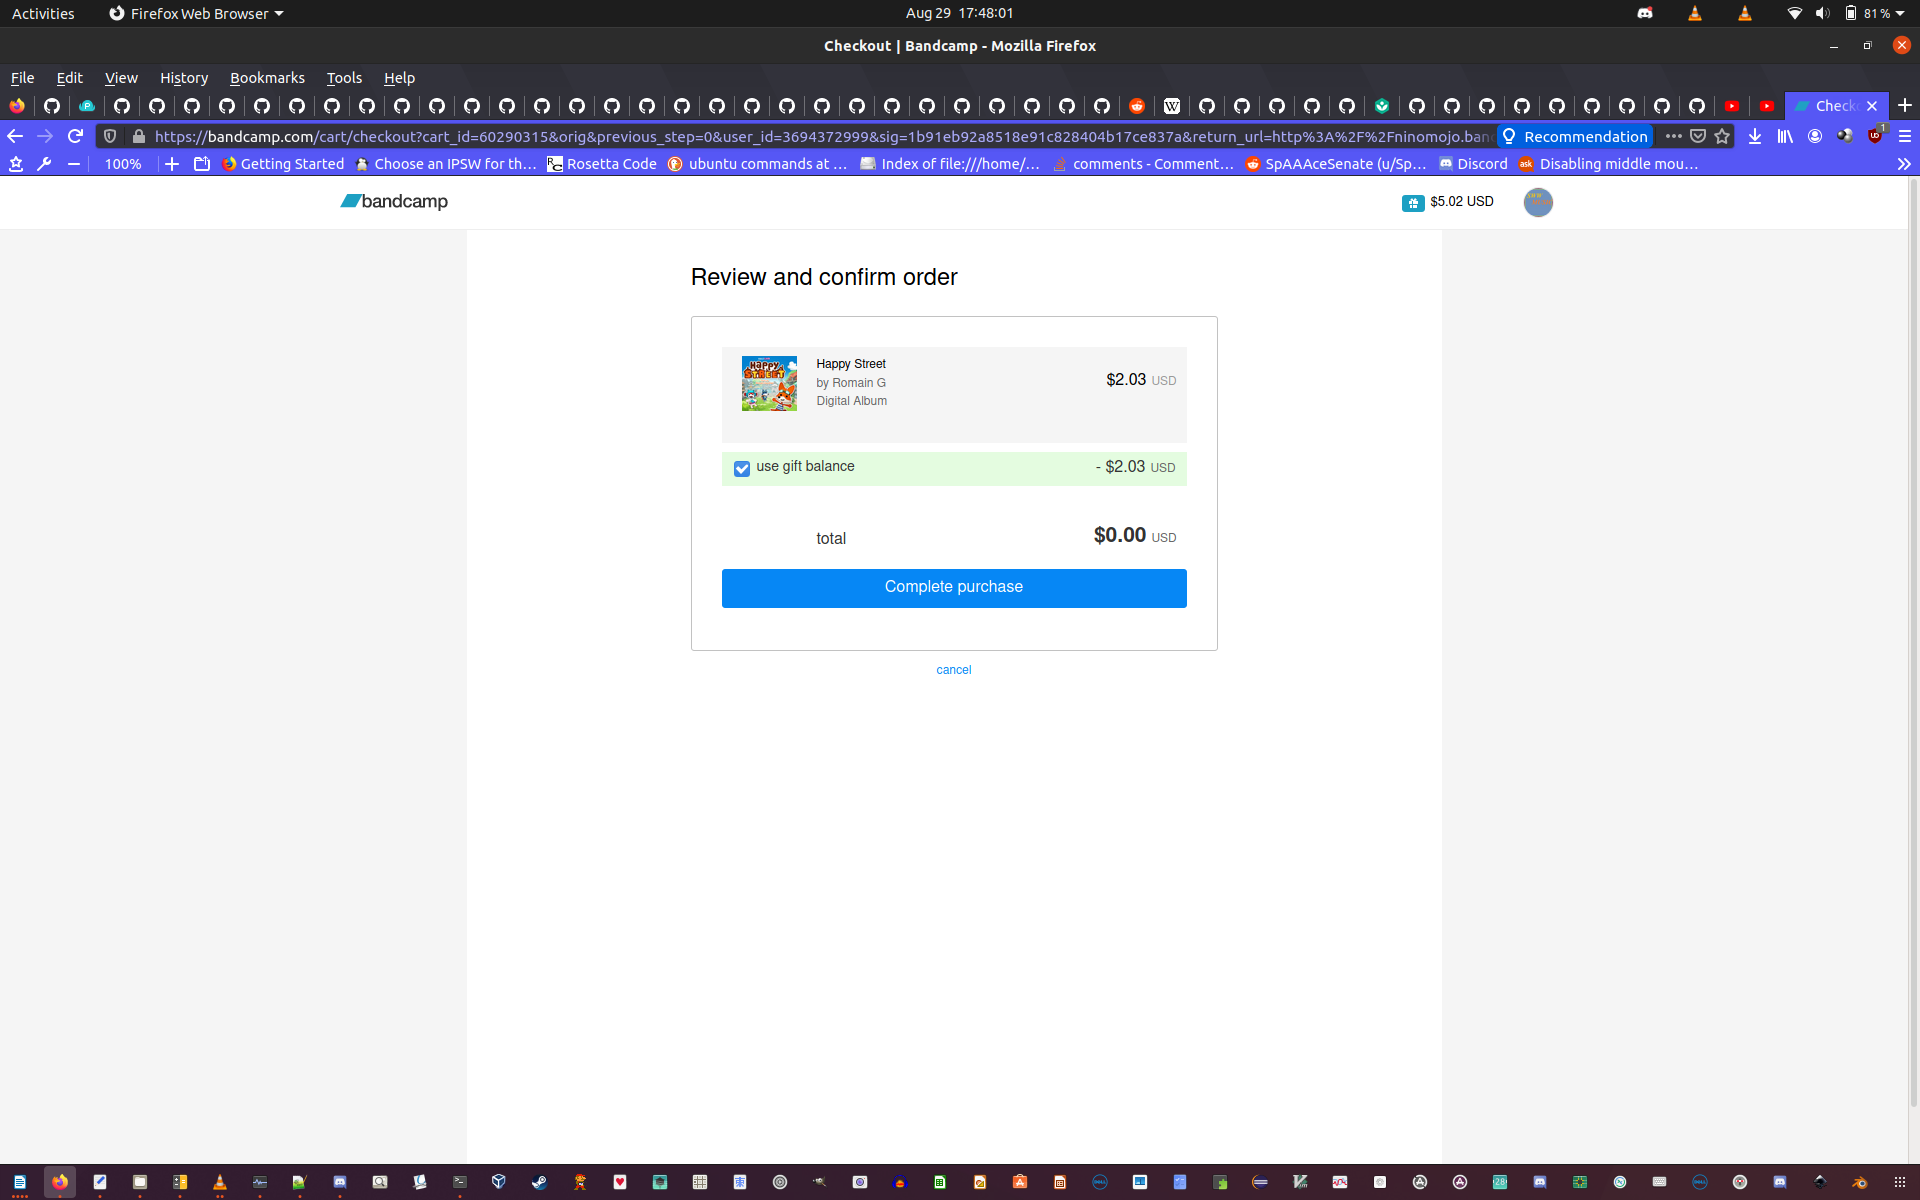 Activities Firefox Web Browser Aug 29 17:48:01 81 %
Checkout | Bandcamp - Mozilla Firefox
File Edit View History Bookmarks Tools Help
Check
https://bandcamp.com/cart/checkout?cart_id=60290315&orig&previous_step=0&user_id=3694372999&sig=1b91eb92a8518e91c828404b17ce837a&return_url=http%3A%2F%2Fninomojo.ban Recommendation 1
100% Getting Started Choose an IPSW for th… Rosetta Code ubuntu commands at … Index of file:///home/… comments - Comment… SpAAAceSenate (u/Sp… Discord Disabling middle mou…
bandcamp $5.02 USD
Review and confirm order
HAPPY STREET
Happy Street
by Romain G
Digital Album
$2.03 USD
use gift balance - $2.03 USD
total $0.00 USD
Complete purchase
cancel